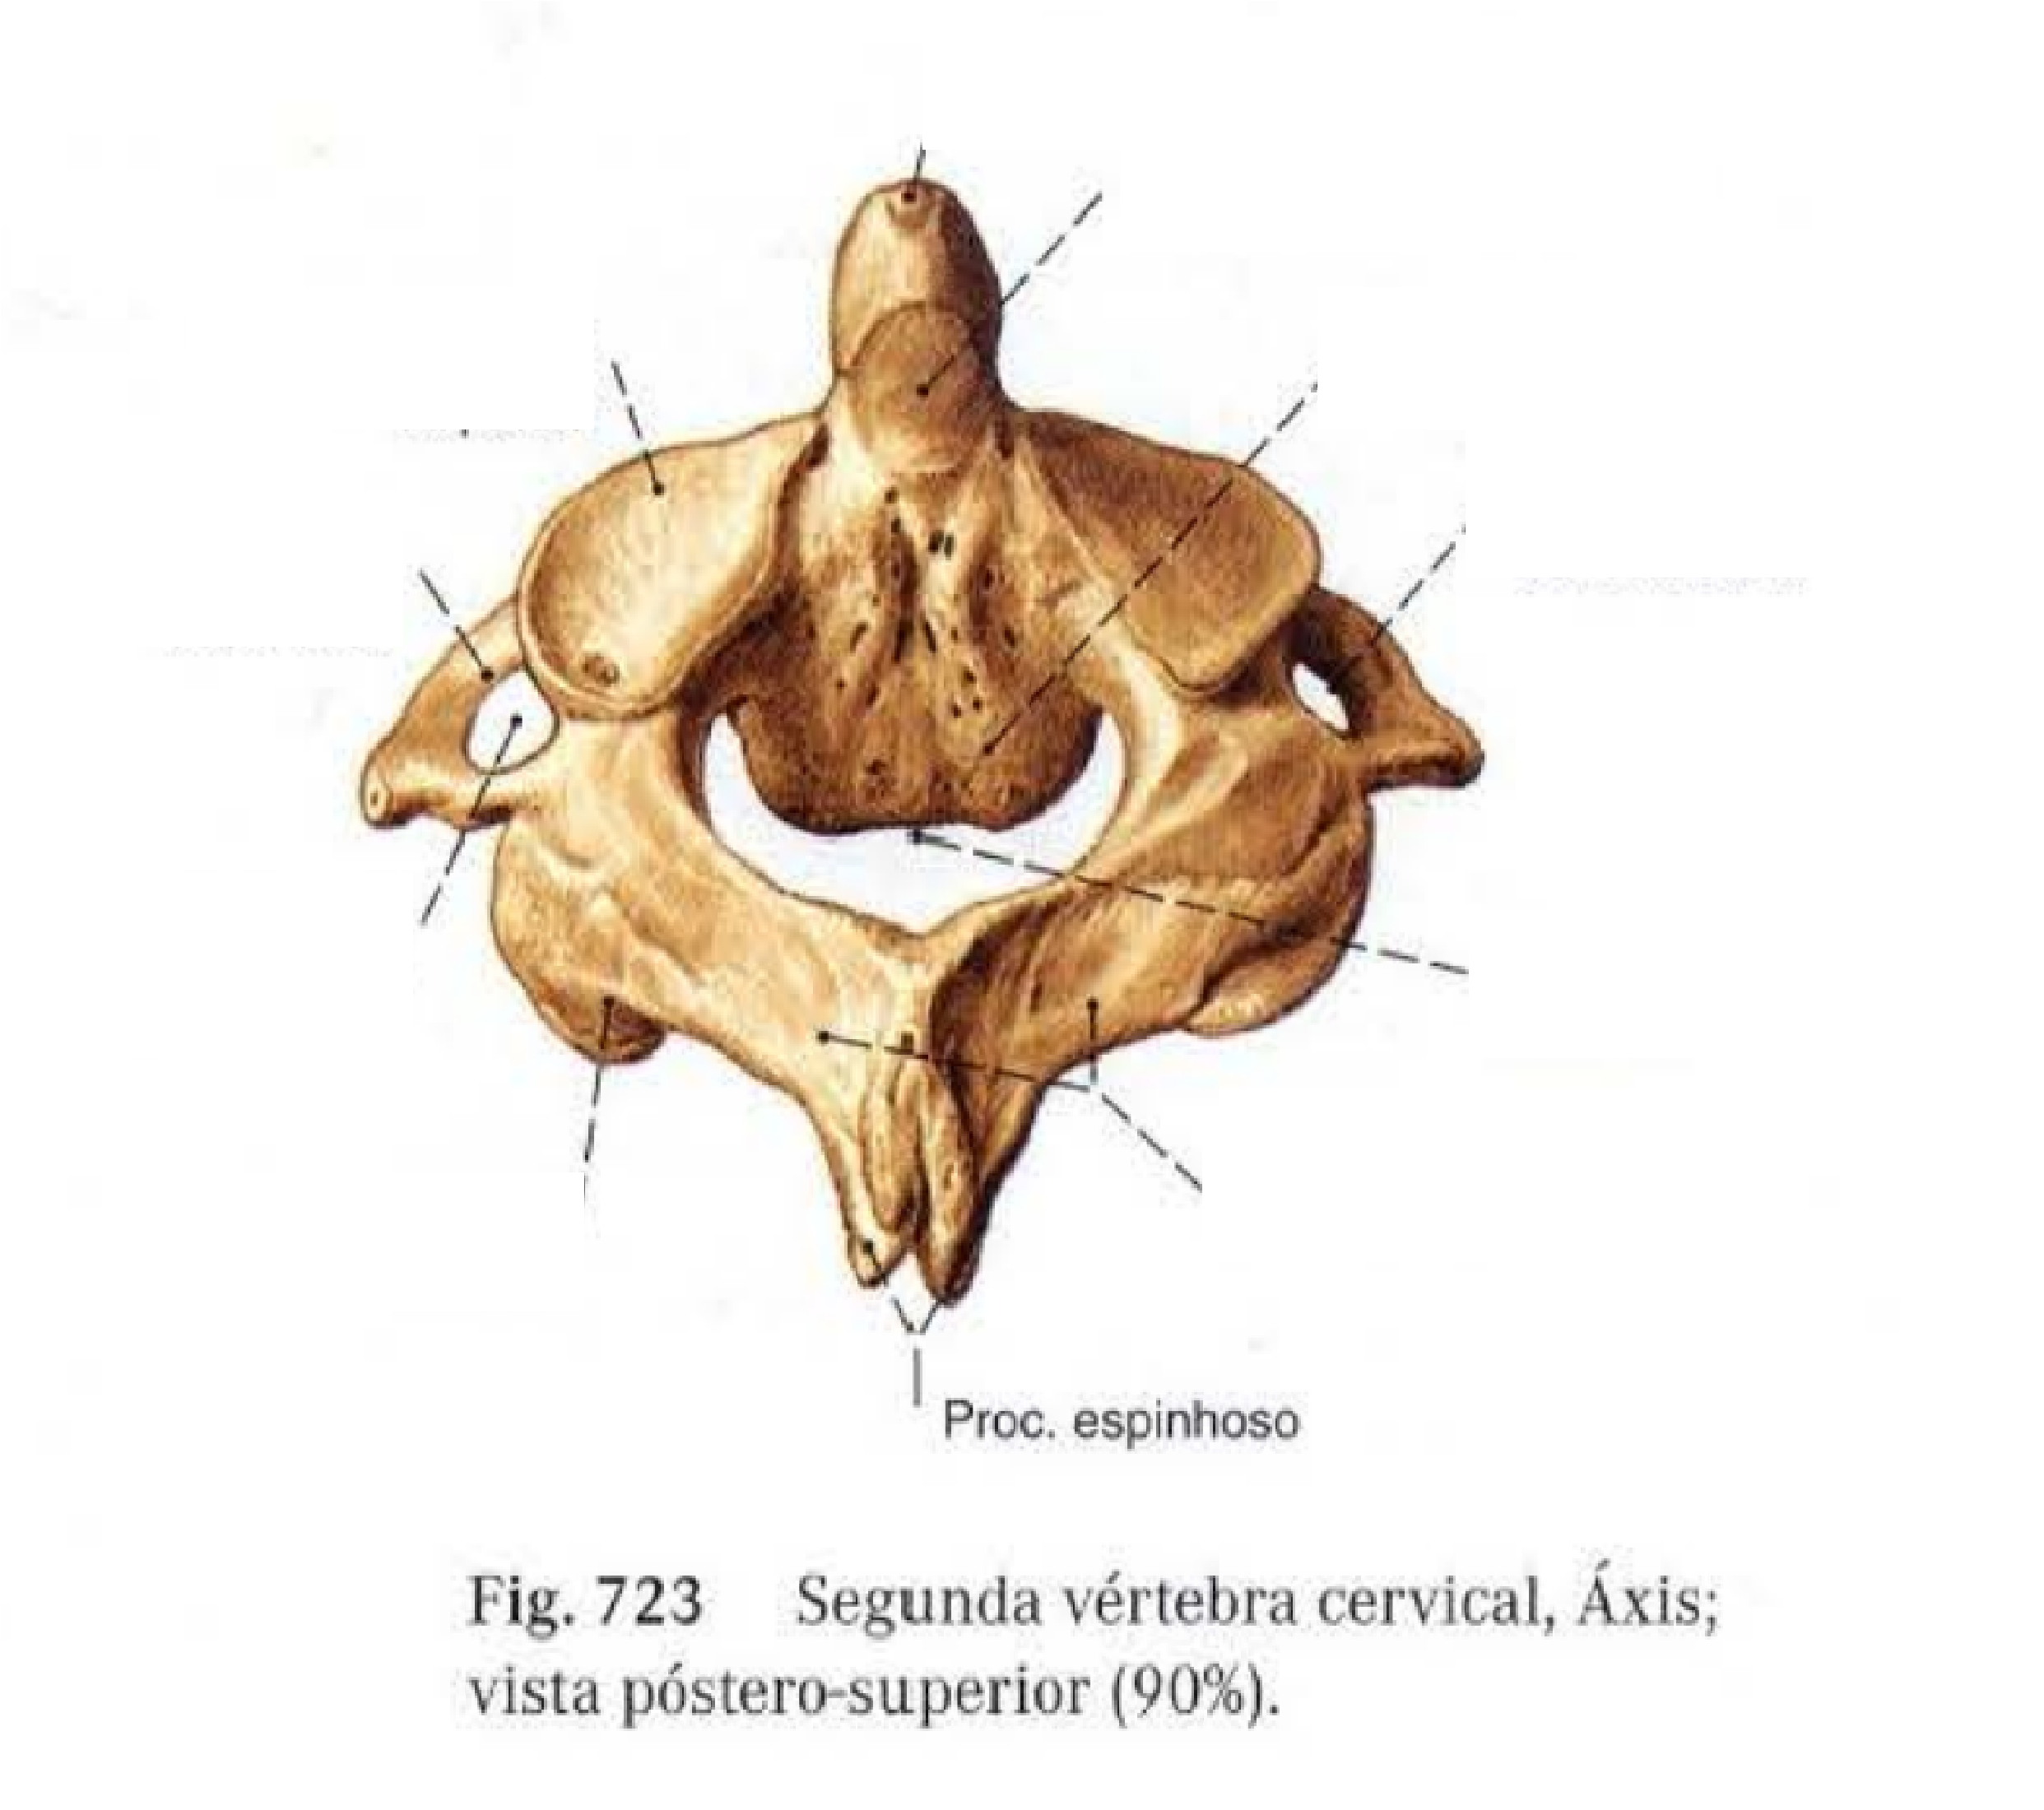 Proc. espinhoso
Fig. 723 Segunda vértebra cervical, Áxis;
vista póstero-superior (90%).